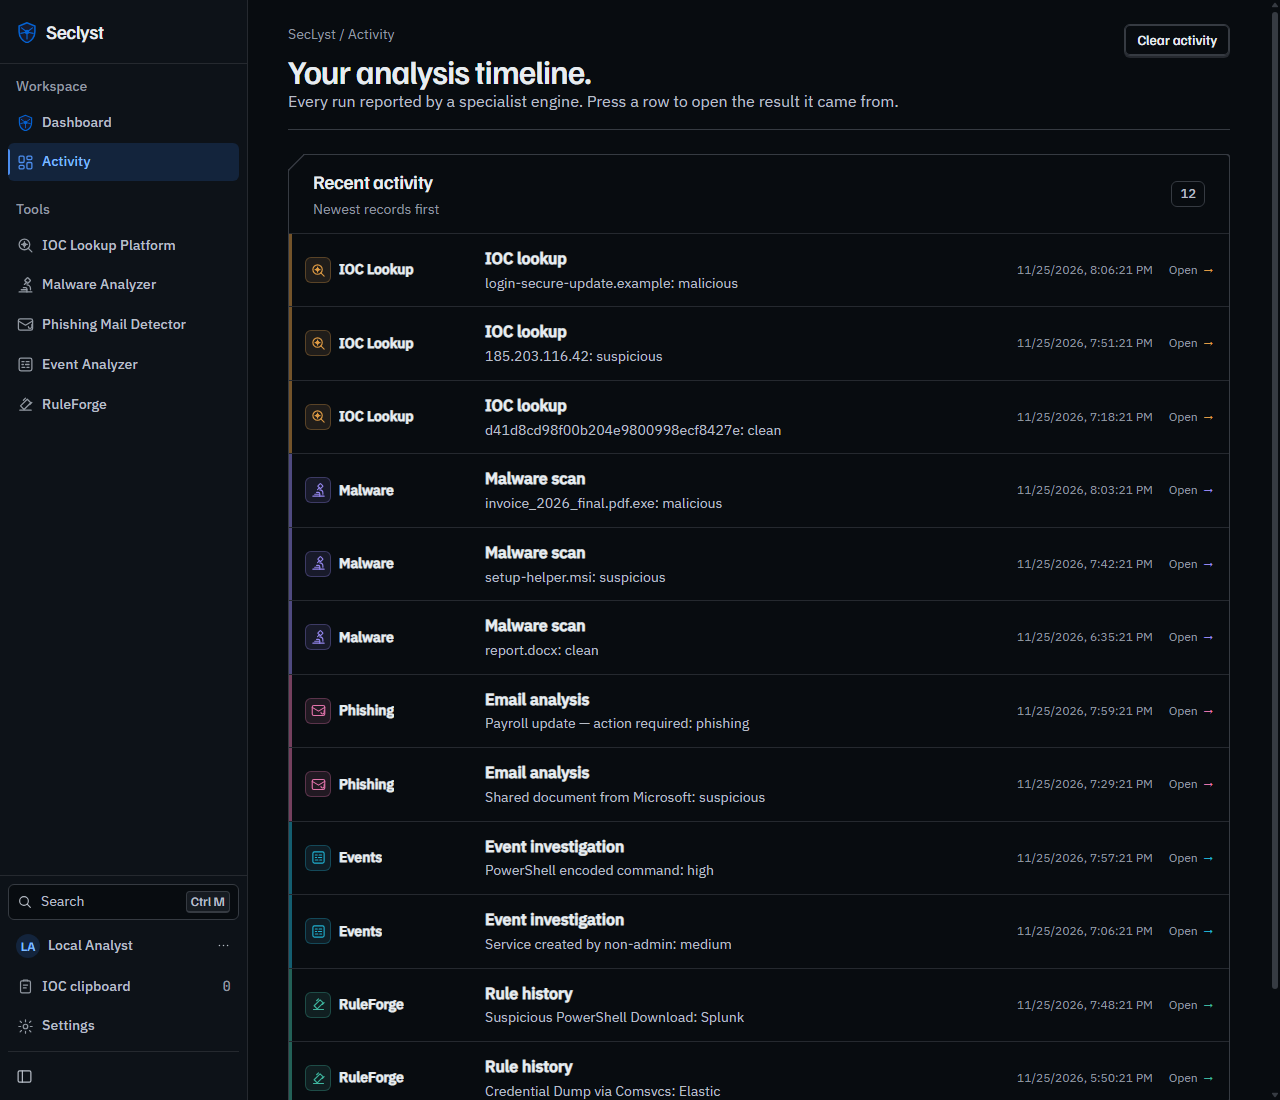 Seclyst
Workspace
Dashboard
Activity
Tools
IOC Lookup Platform
Malware Analyzer
Phishing Mail Detector
Event Analyzer
RuleForge
Search
Ctrl M
LA
Local Analyst
...
IOC clipboard
0
Settings
SecLyst / Activity
Clear activity
Your analysis timeline.
Every run reported by a specialist engine. Press a row to open the result it came from.
Recent activity
Newest records first
12
IOC Lookup
IOC lookup
login-secure-update.example: malicious
11/25/2026, 8:06:21 PM
Open →
IOC Lookup
IOC lookup
185.203.116.42: suspicious
11/25/2026, 7:51:21 PM
Open →
IOC Lookup
IOC lookup
d41d8cd98f00b204e9800998ecf8427e: clean
11/25/2026, 7:18:21 PM
Open →
Malware
Malware scan
invoice_2026_final.pdf.exe: malicious
11/25/2026, 8:03:21 PM
Open →
Malware
Malware scan
setup-helper.msi: suspicious
11/25/2026, 7:42:21 PM
Open →
Malware
Malware scan
report.docx: clean
11/25/2026, 6:35:21 PM
Open →
Phishing
Email analysis
Payroll update — action required: phishing
11/25/2026, 7:59:21 PM
Open →
Phishing
Email analysis
Shared document from Microsoft: suspicious
11/25/2026, 7:29:21 PM
Open →
Events
Event investigation
PowerShell encoded command: high
11/25/2026, 7:57:21 PM
Open →
Events
Event investigation
Service created by non-admin: medium
11/25/2026, 7:06:21 PM
Open →
RuleForge
Rule history
Suspicious PowerShell Download: Splunk
11/25/2026, 7:48:21 PM
Open →
RuleForge
Rule history
Credential Dump via Comsvcs: Elastic
11/25/2026, 5:50:21 PM
Open →